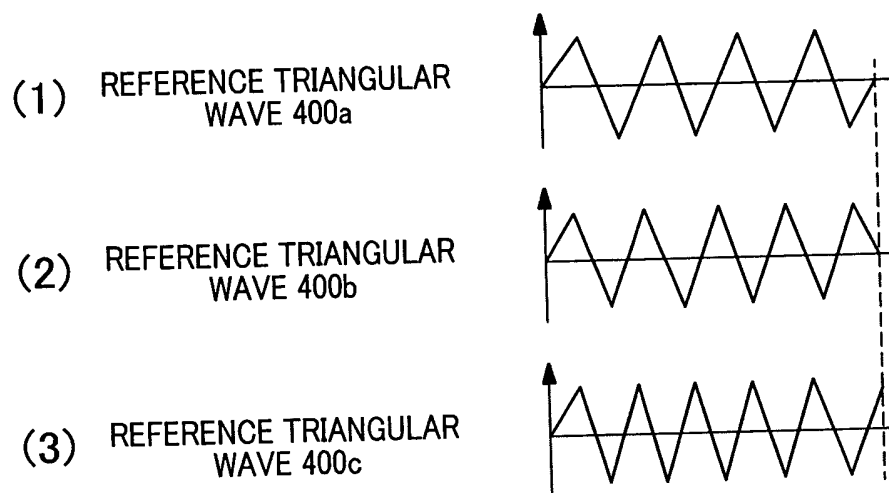 (1) REFERENCE TRIANGULAR
WAVE 400a
(2) REFERENCE TRIANGULAR
WAVE 400b
(3) REFERENCE TRIANGULAR
WAVE 400c